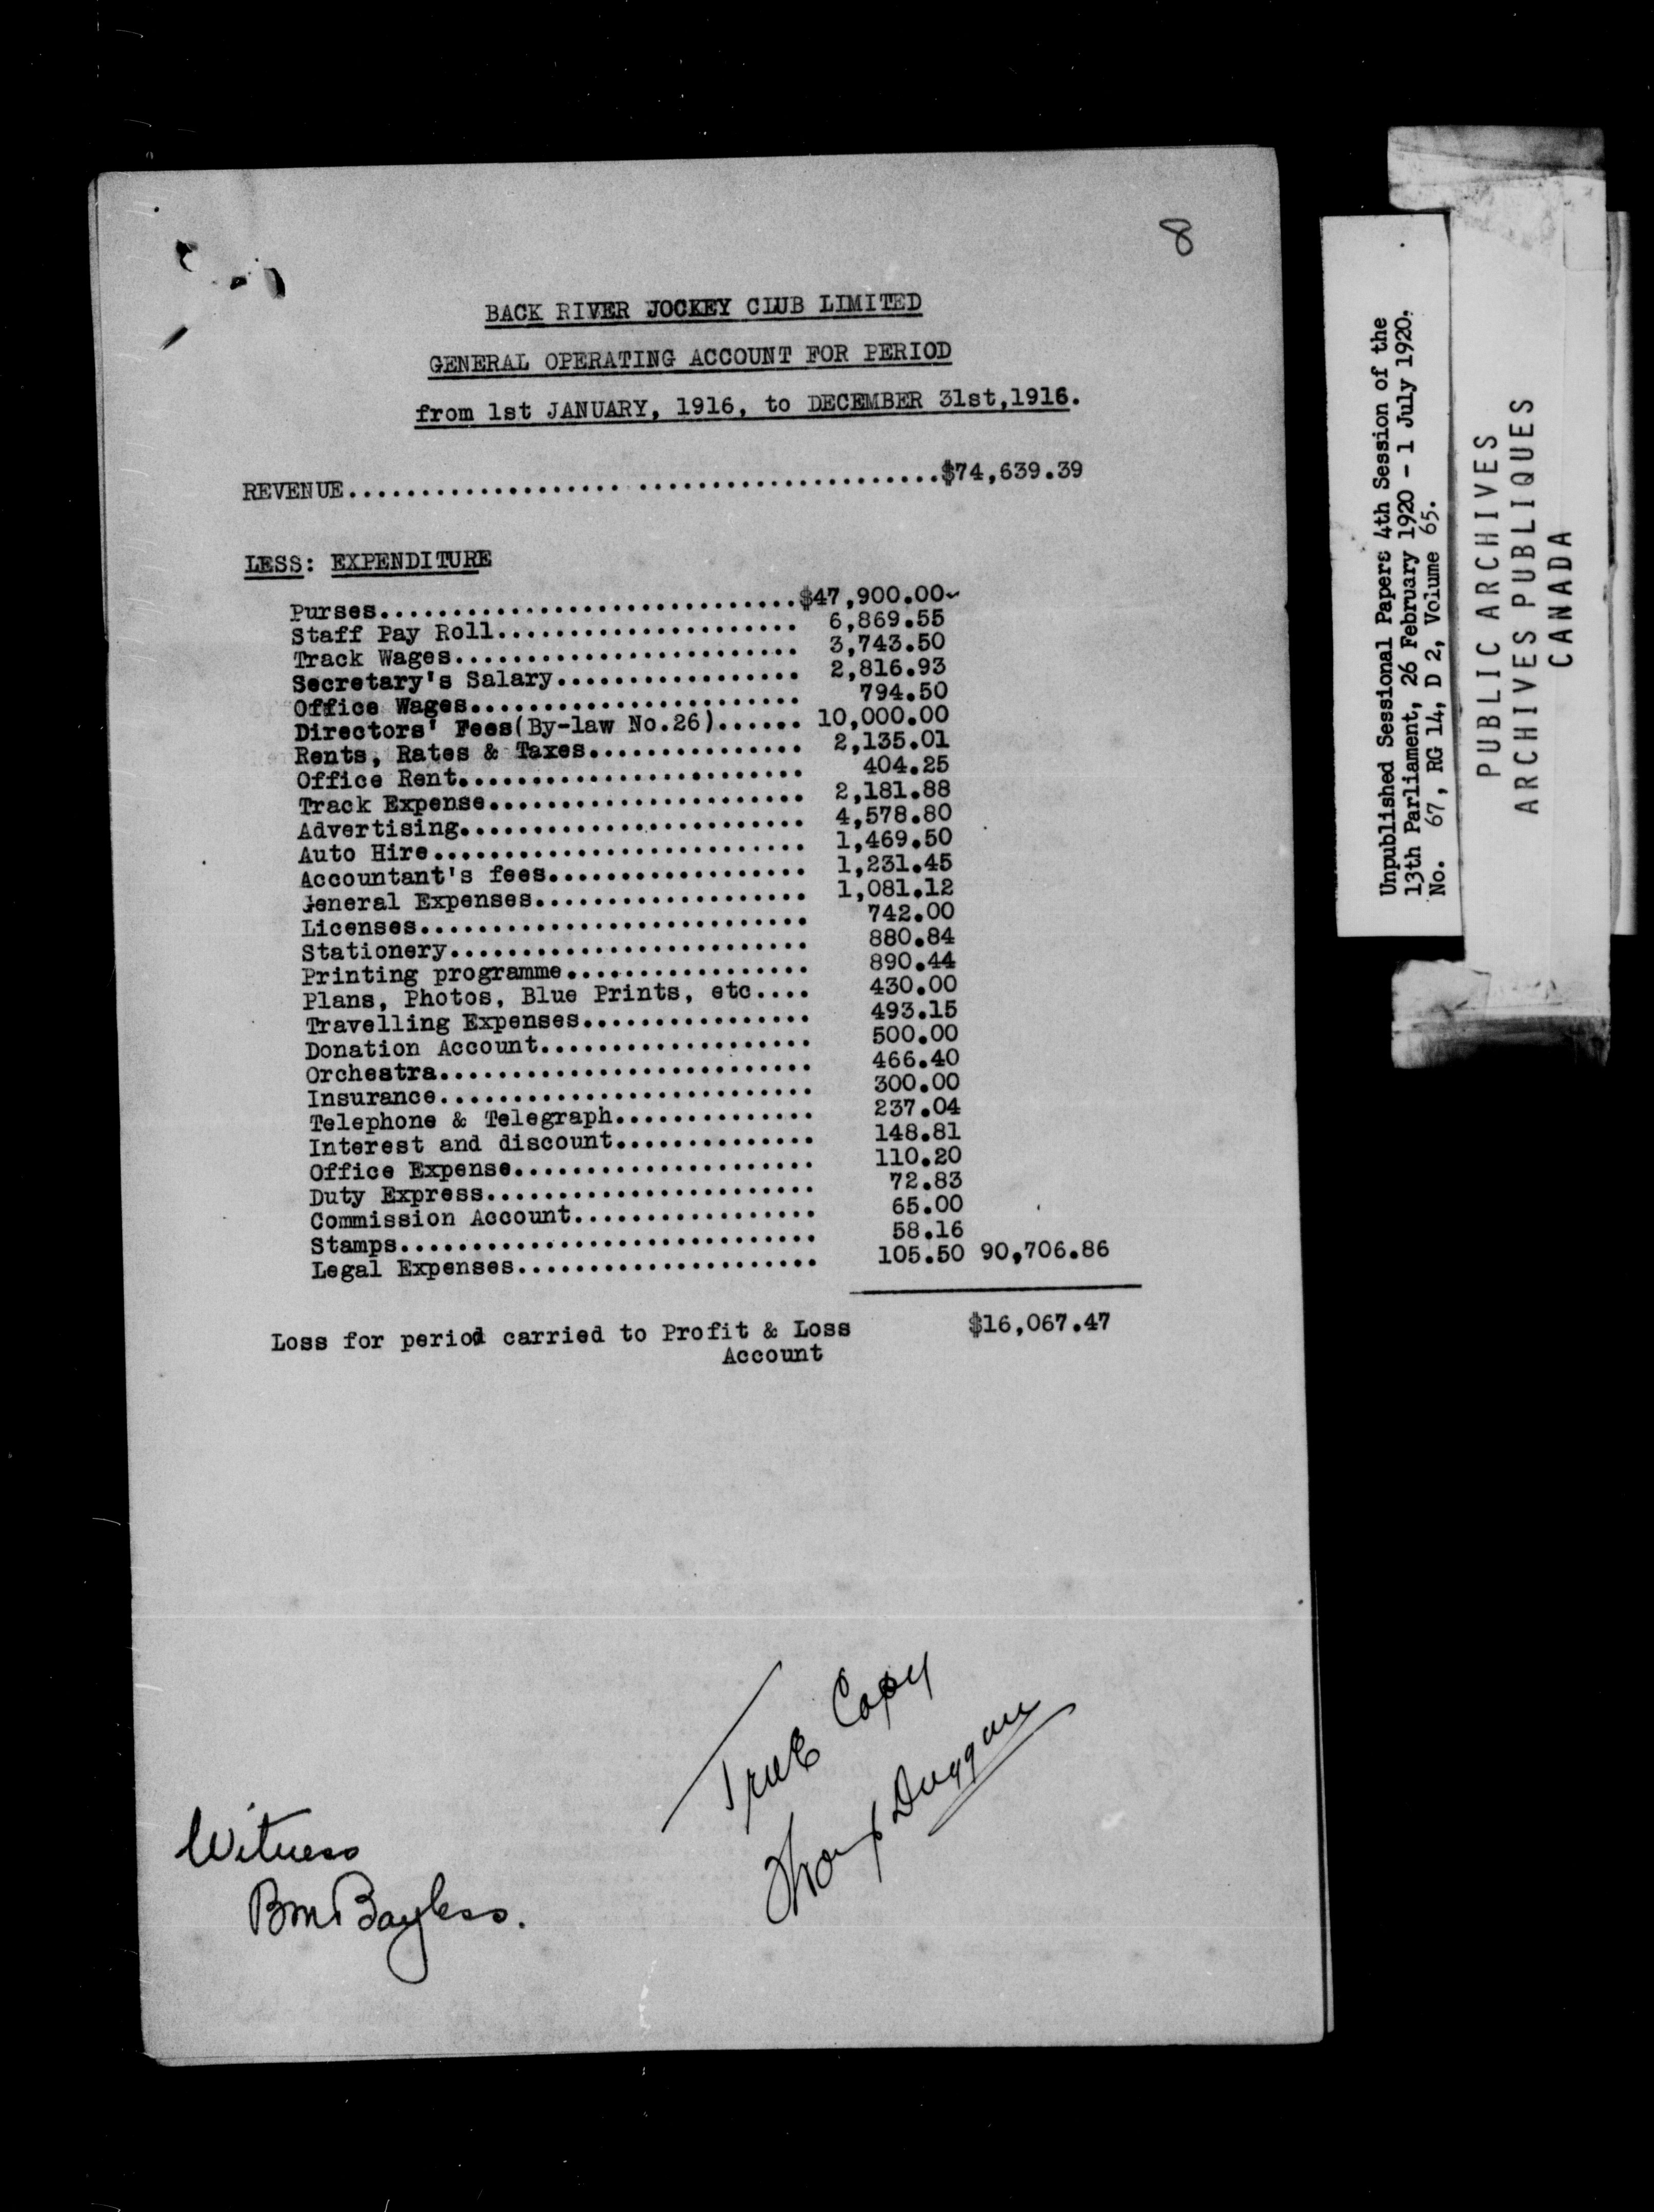 8
BACK RIVER JOCKEY CLUB LIMITED
GENERAL OPERATING ACCOUNT FOR PERIOD
from 1st JANUARY, 1916, to DECEMBER 31st,1916.
REVENUE........................................$74,639.39
LESS: EXPENDITURE
Purses.............................$47,900.00
Staff Pay Roll..................... 6,869.55
Track Wages........................ 3,743.50
Secretary's Salary................. 2,816.93
Office Wages....................... 794.50
Directors' Fees(By-law No.26)...... 10,000.00
Rents, Rates & Taxes............... 2,135.01
Office Rent........................ 404.25
Track Expense...................... 2,181.88
Advertising........................ 4,578.80
Auto Hire.......................... 1,469.50
Accountant's fees.................. 1,231.45
General Expenses................... 1,081.12
Licenses........................... 742.00
Stationery......................... 880.84
Printing programme................. 890.44
Plans, Photos, Blue Prints, etc.... 430.00
Travelling Expenses................ 493.15
Donation Account................... 500.00
Orchestra.......................... 466.40
Insurance.......................... 300.00
Telephone & Telegraph.............. 237.04
Interest and discount.............. 148.81
Office Expense..................... 110.20
Duty Express....................... 72.83
Commission Account................. 65.00
Stamps............................. 58.16
Legal Expenses..................... 105.50 90,706.86
Loss for period carried to Profit & Loss $16,067.47
Account
True Copy
Duggan
Witness
BM Bayless.
Unpublished Sessional Papers 4th Session of the
13th Parliament, 26 February 1920 - 1 July 1920.
No. 67, RG 14, D 2, Volume 65.
PUBLIC ARCHIVES
ARCHIVES PUBLIQUES
CANADA